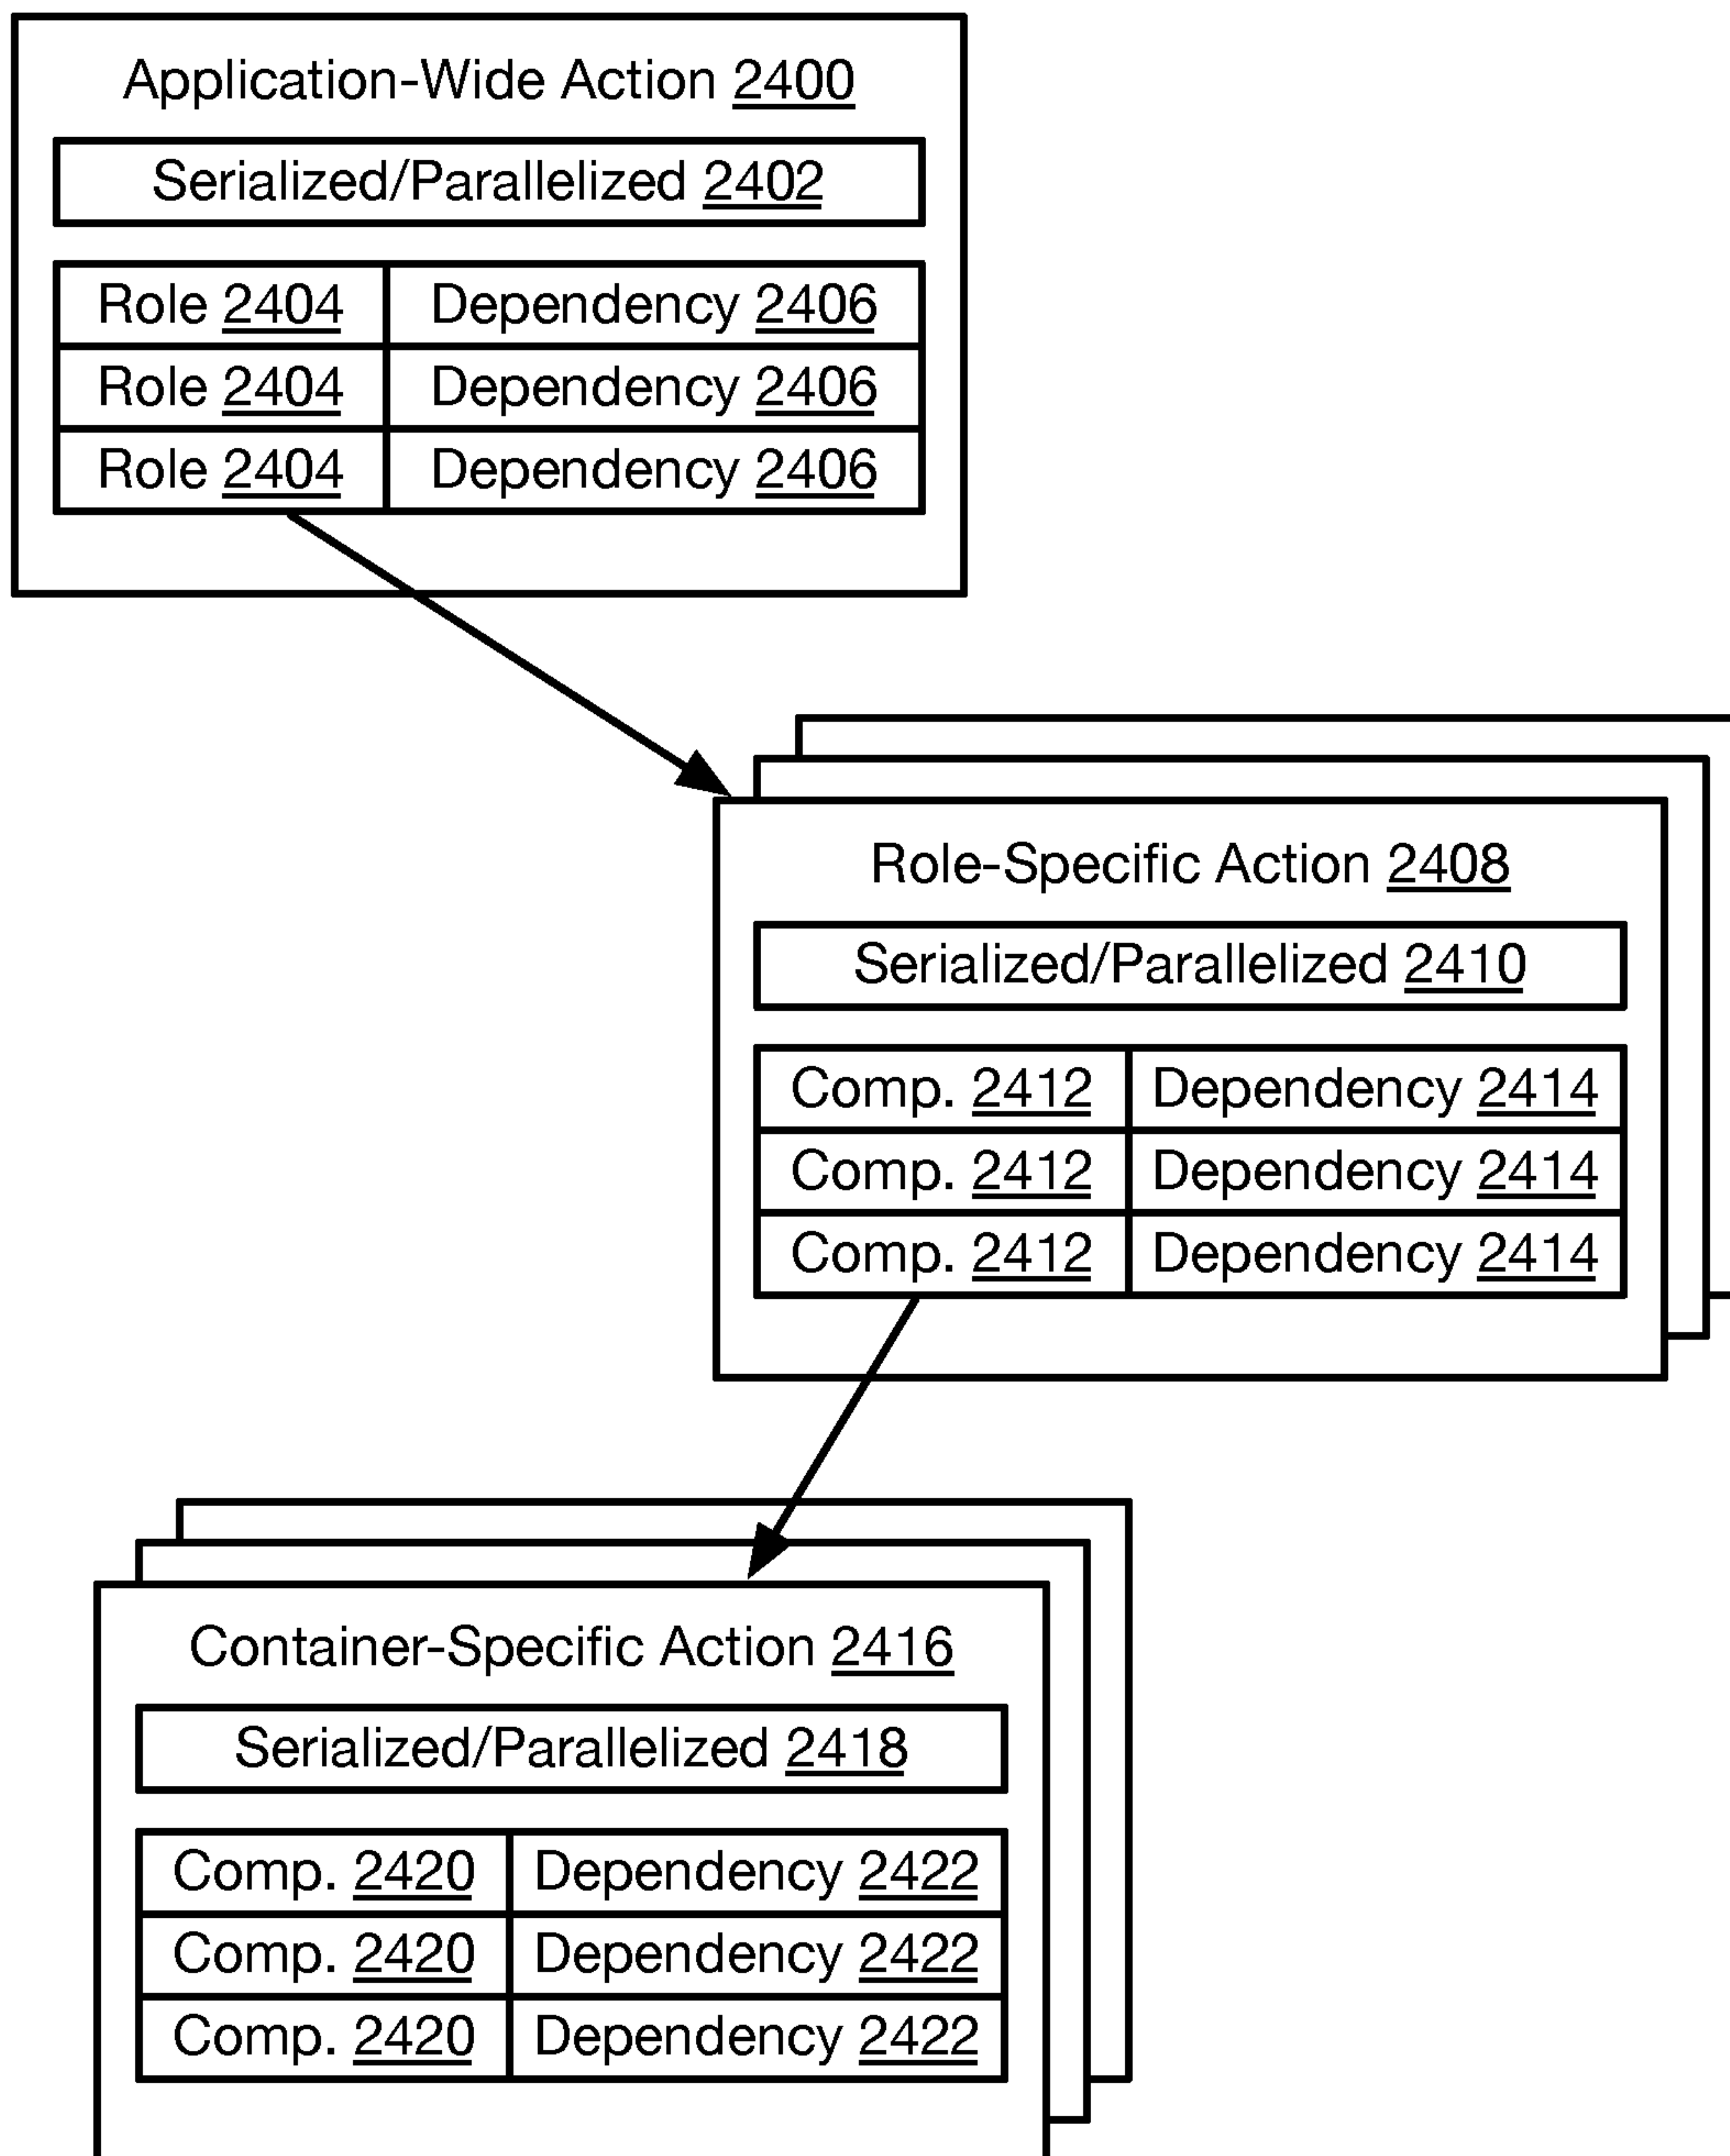 Application-Wide Action 2400
Serialized/Parallelized 2402
Role 2404 Dependency 2406
Role 2404 Dependency 2406
Role 2404 Dependency 2406
Role-Specific Action 2408
Serialized/Parallelized 2410
Comp. 2412 Dependency 2414
Comp. 2412 Dependency 2414
Comp. 2412 Dependency 2414
Container-Specific Action 2416
Serialized/Parallelized 2418
Comp. 2420 Dependency 2422
Comp. 2420 Dependency 2422
Comp. 2420 Dependency 2422